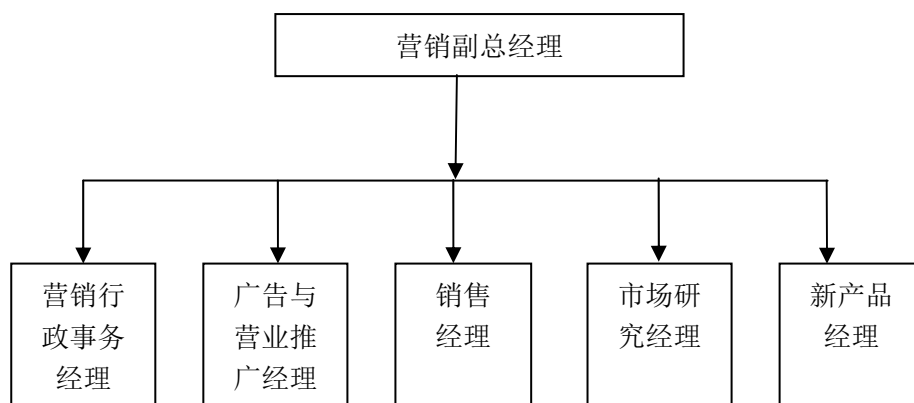 营销副总经理
营销行
政事务
经理
广告与
营业推
广经理
销售
经理
市场研
究经理
新产品
经理